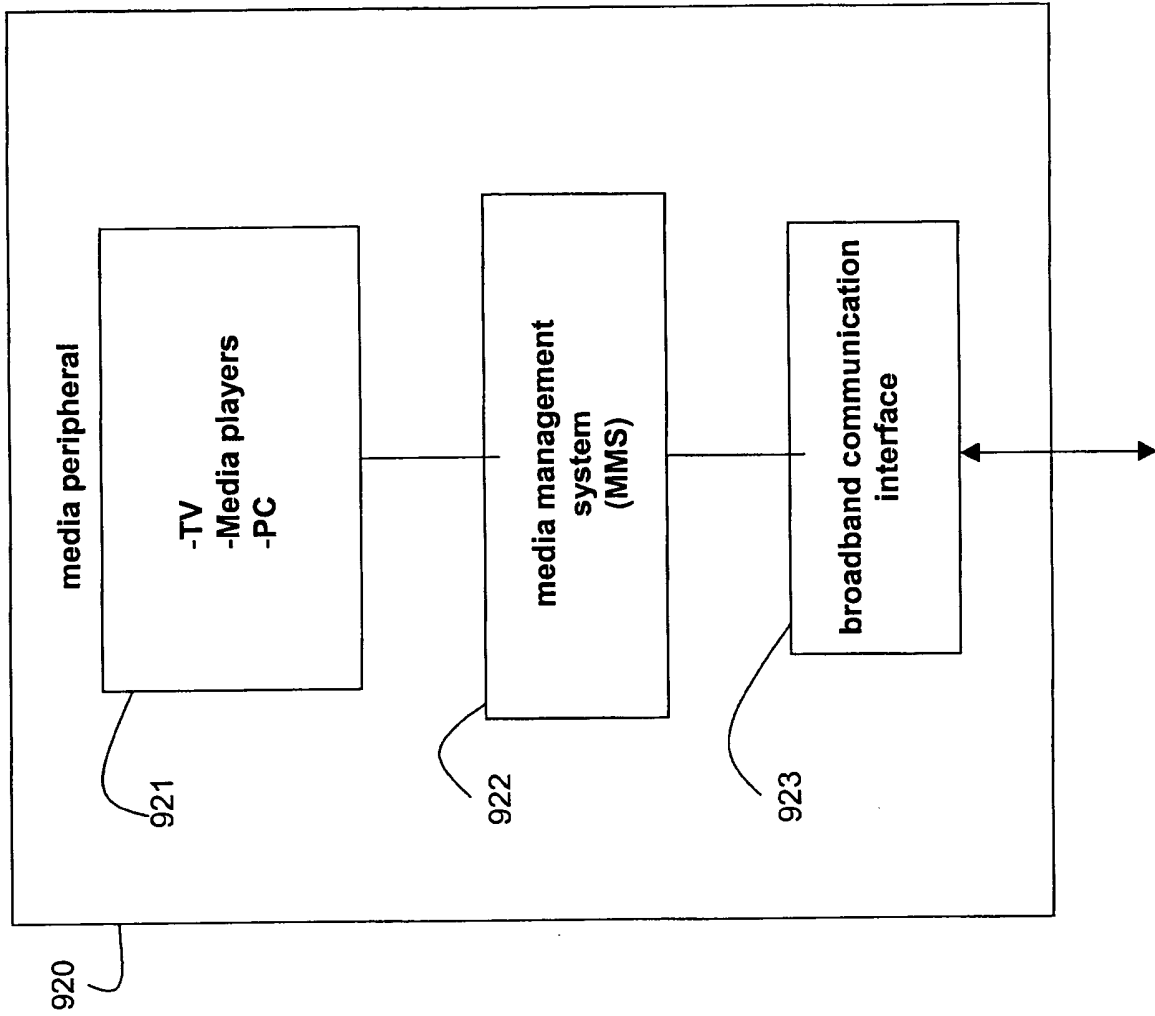 media peripheral
-TV
-Media players
-PC
media management
system
(MMS)
broadband communication
interface
920
921
922
923